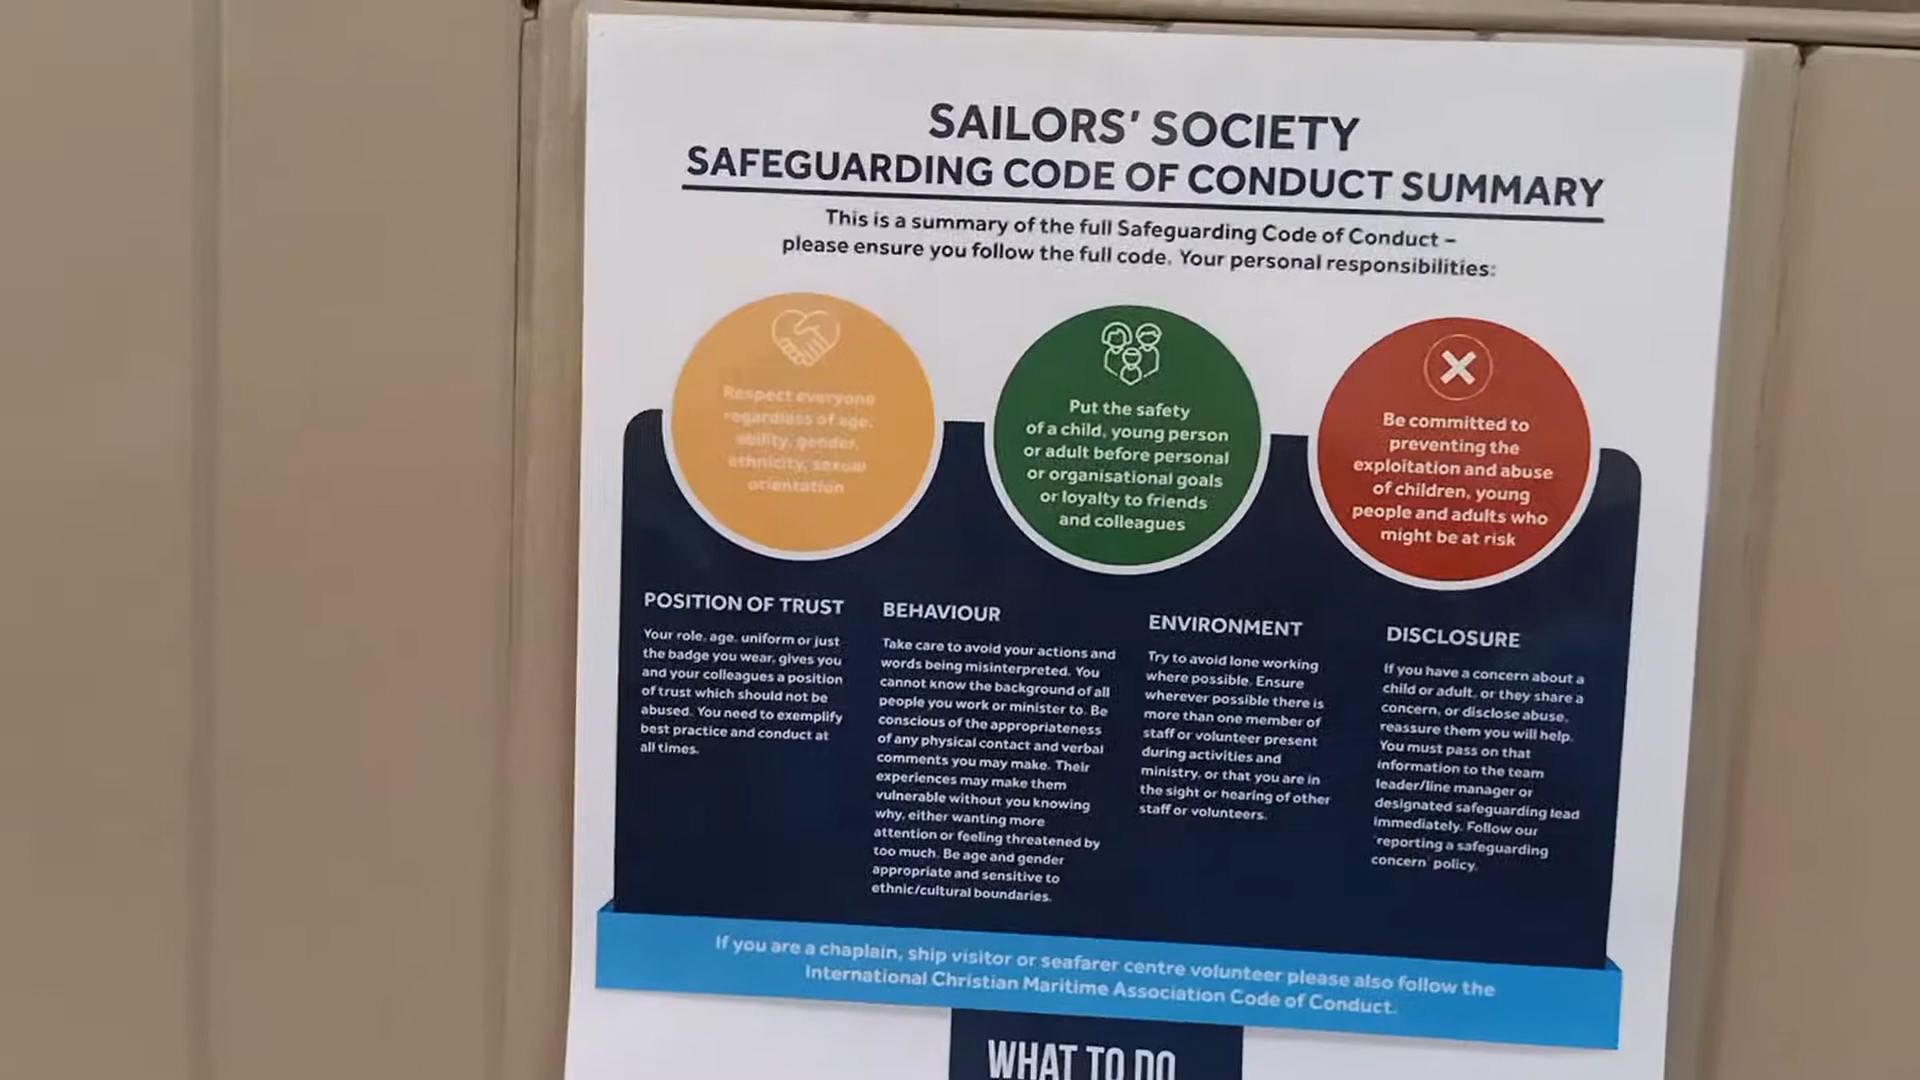 SAILORS' SOCIETY
SAFEGUARDING CODE OF CONDUCT SUMMARY
This is a summary of the full Safeguarding Code of Conduct –
please ensure you follow the full code. Your personal responsibilities:
Respect everyone
regardless of age,
ability, gender,
ethnicity, sexual
orientation
Put the safety
of a child, young person
or adult before personal
or organisational goals
or loyalty to friends
and colleagues
Be committed to
preventing the
exploitation and abuse
of children, young
people and adults who
might be at risk
POSITION OF TRUST
Your role, age, uniform or just
the badge you wear, gives you
and your colleagues a position
of trust which should not be
abused. You need to exemplify
best practice and conduct at
all times.
BEHAVIOUR
Take care to avoid your actions and
words being misinterpreted. You
cannot know the background of all
people you work or minister to. Be
conscious of the appropriateness
of any physical contact and verbal
comments you may make. Their
experiences may make them
vulnerable without you knowing
why, either wanting more
attention or feeling threatened by
too much. Be age and gender
appropriate and sensitive to
ethnic/cultural boundaries.
ENVIRONMENT
Try to avoid lone working
where possible. Ensure
wherever possible there is
more than one member of
staff or volunteer present
during activities and
ministry, or that you are in
the sight or hearing of other
staff or volunteers.
DISCLOSURE
If you have a concern about a
child or adult, or they share a
concern, or disclose abuse,
reassure them you will help.
You must pass on that
information to the team
leader/line manager or
designated safeguarding lead
immediately. Follow our
'reporting a safeguarding
concern' policy.
If you are a chaplain, ship visitor or seafarer centre volunteer please also follow the
International Christian Maritime Association Code of Conduct.
WHAT TO DO